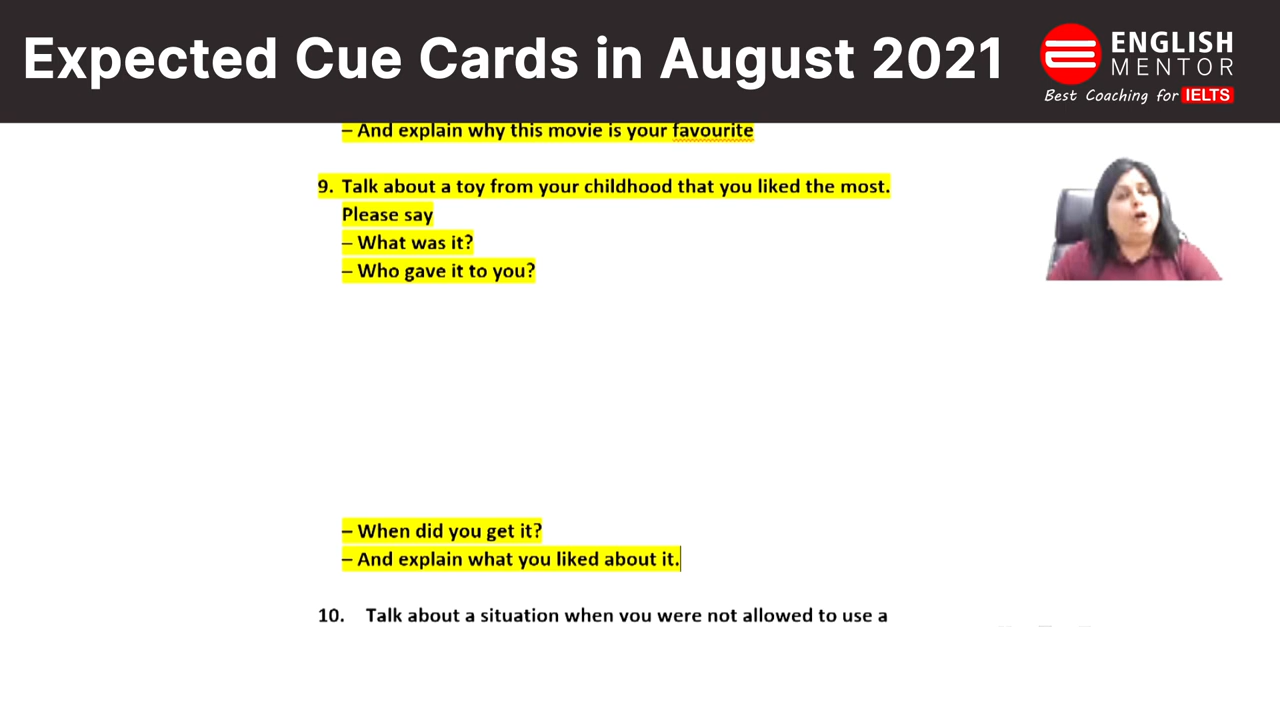 Expected Cue Cards in August 2021
ENGLISH
MENTOR
Best Coaching for IELTS
– And explain why this movie is your favourite
9. Talk about a toy from your childhood that you liked the most.
Please say
– What was it?
– Who gave it to you?
– When did you get it?
– And explain what you liked about it.
10. Talk about a situation when you were not allowed to use a